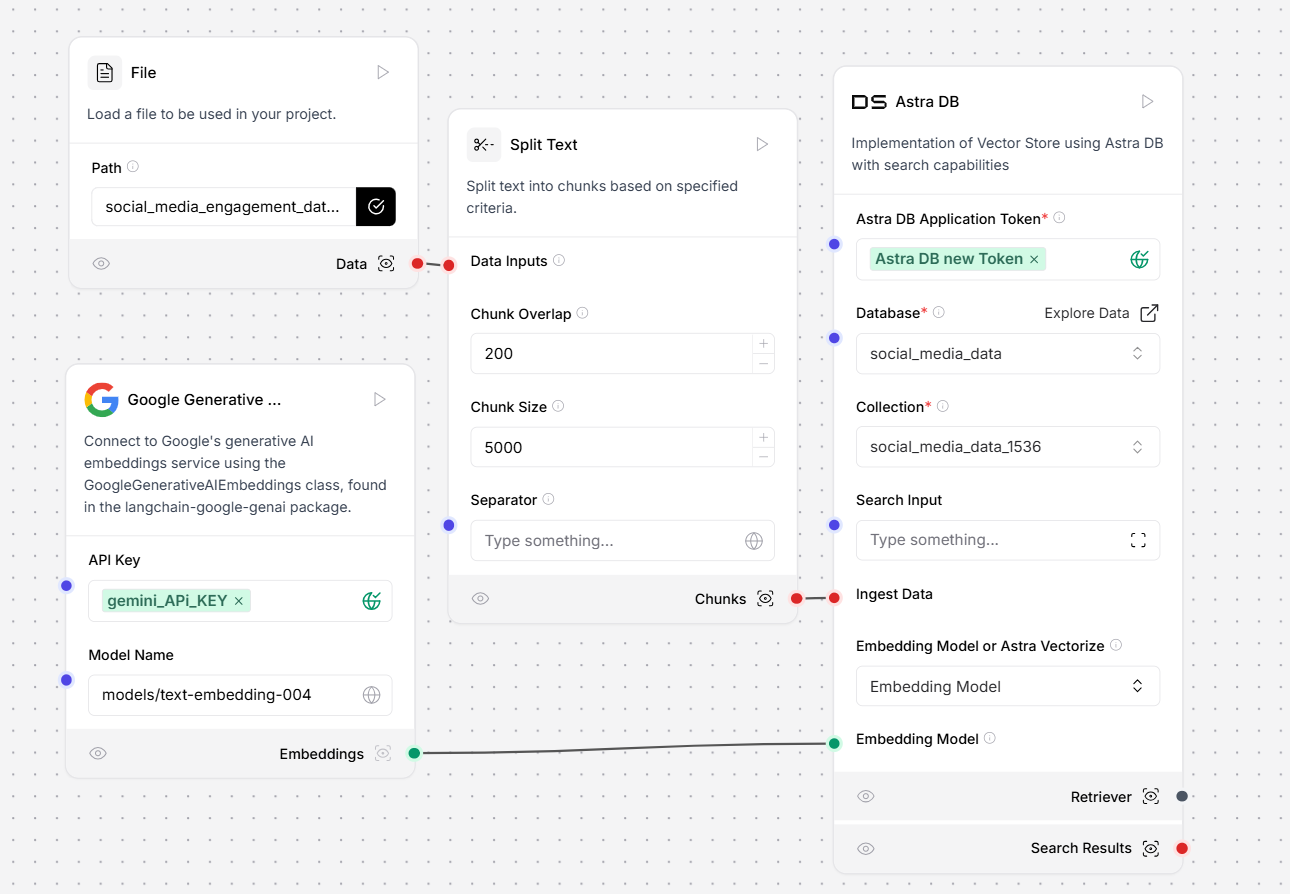 File
Load a file to be used in your project.
Path
social_media_engagement_dat...
Data
Google Generative ...
Connect to Google's generative AI
embeddings service using the
GoogleGenerativeAIEmbeddings class, found
in the langchain-google-genai package.
API Key
gemini_APi_KEY ×
Model Name
models/text-embedding-004
Embeddings
Split Text
Split text into chunks based on specified
criteria.
Data Inputs
Chunk Overlap
200
Chunk Size
5000
Separator
Type something...
Chunks
DS Astra DB
Implementation of Vector Store using Astra DB
with search capabilities
Astra DB Application Token*
Astra DB new Token ×
Database* Explore Data
social_media_data
Collection*
social_media_data_1536
Search Input
Type something...
Ingest Data
Embedding Model or Astra Vectorize
Embedding Model
Embedding Model
Retriever
Search Results